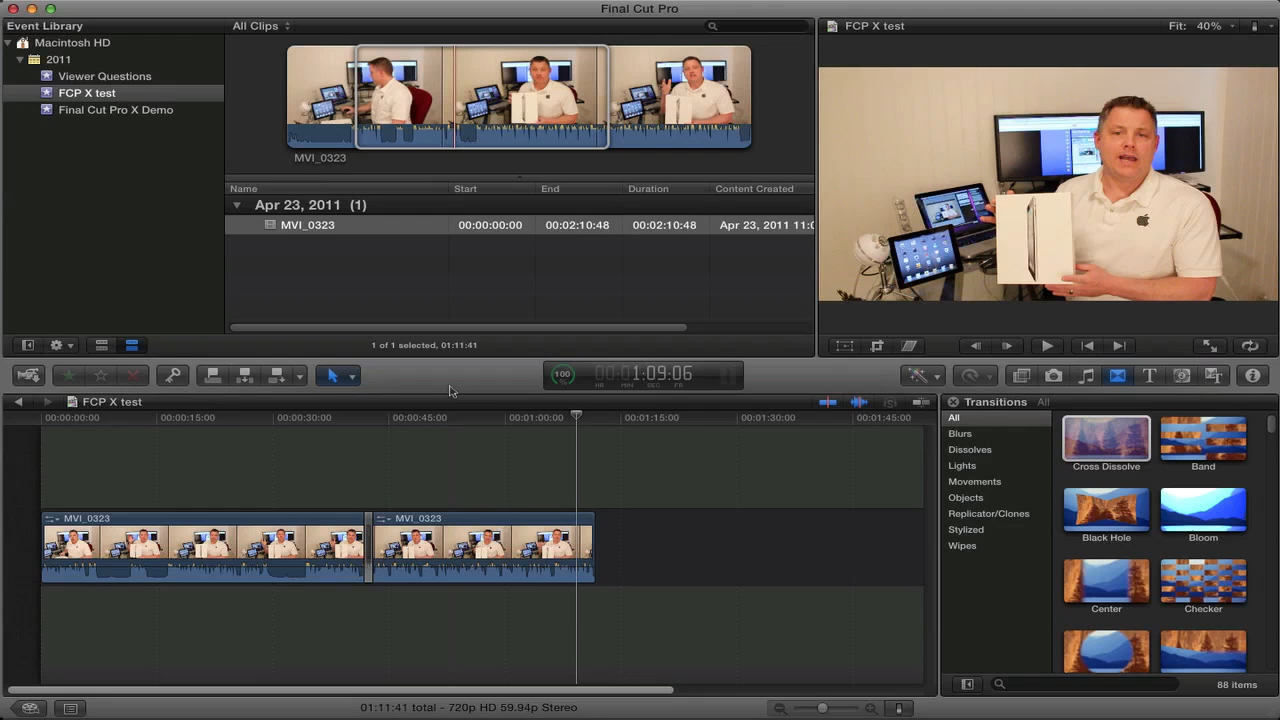 Final Cut Pro
Event Library
All Clips
FCP X test
Fit: 40%
Macintosh HD
2011
Viewer Questions
FCP X test
Final Cut Pro X Demo
MVI_0323
Name Start End Duration Content Created
Apr 23, 2011 (1)
MVI_0323 00:00:00:00 00:02:10:48 00:02:10:48 Apr 23, 2011 11:0
1 of 1 selected, 01:11:41
100 1:09:06
HR MIN SEC FR
FCP X test
Transitions All
00:00:00:00 00:00:15:00 00:00:30:00 00:00:45:00 00:01:00:00 00:01:15:00 00:01:30:00 00:01:45:00
All
Blurs
Dissolves
Lights
Movements
Objects
Replicator/Clones
Stylized
Wipes
Cross Dissolve Band
Black Hole Bloom
Center Checker
MVI_0323 MVI_0323
88 items
01:11:41 total - 720p HD 59.94p Stereo